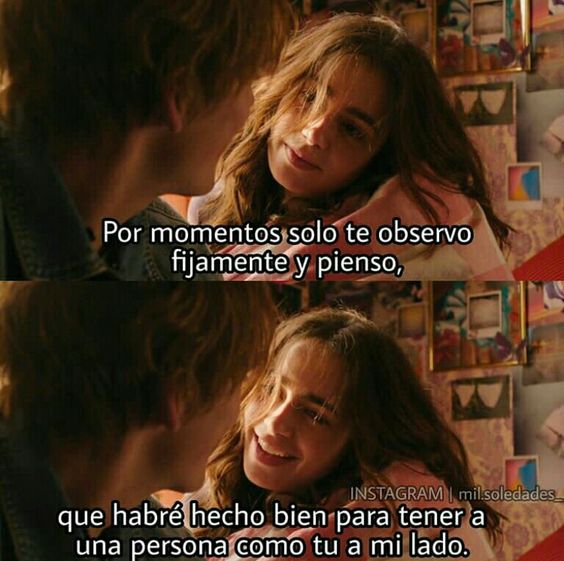 Por momentos solo te observo
fijamente y pienso,
INSTAGRAM | mil.soledades_
que habré hecho bien para tener a
una persona como tu a mi lado.